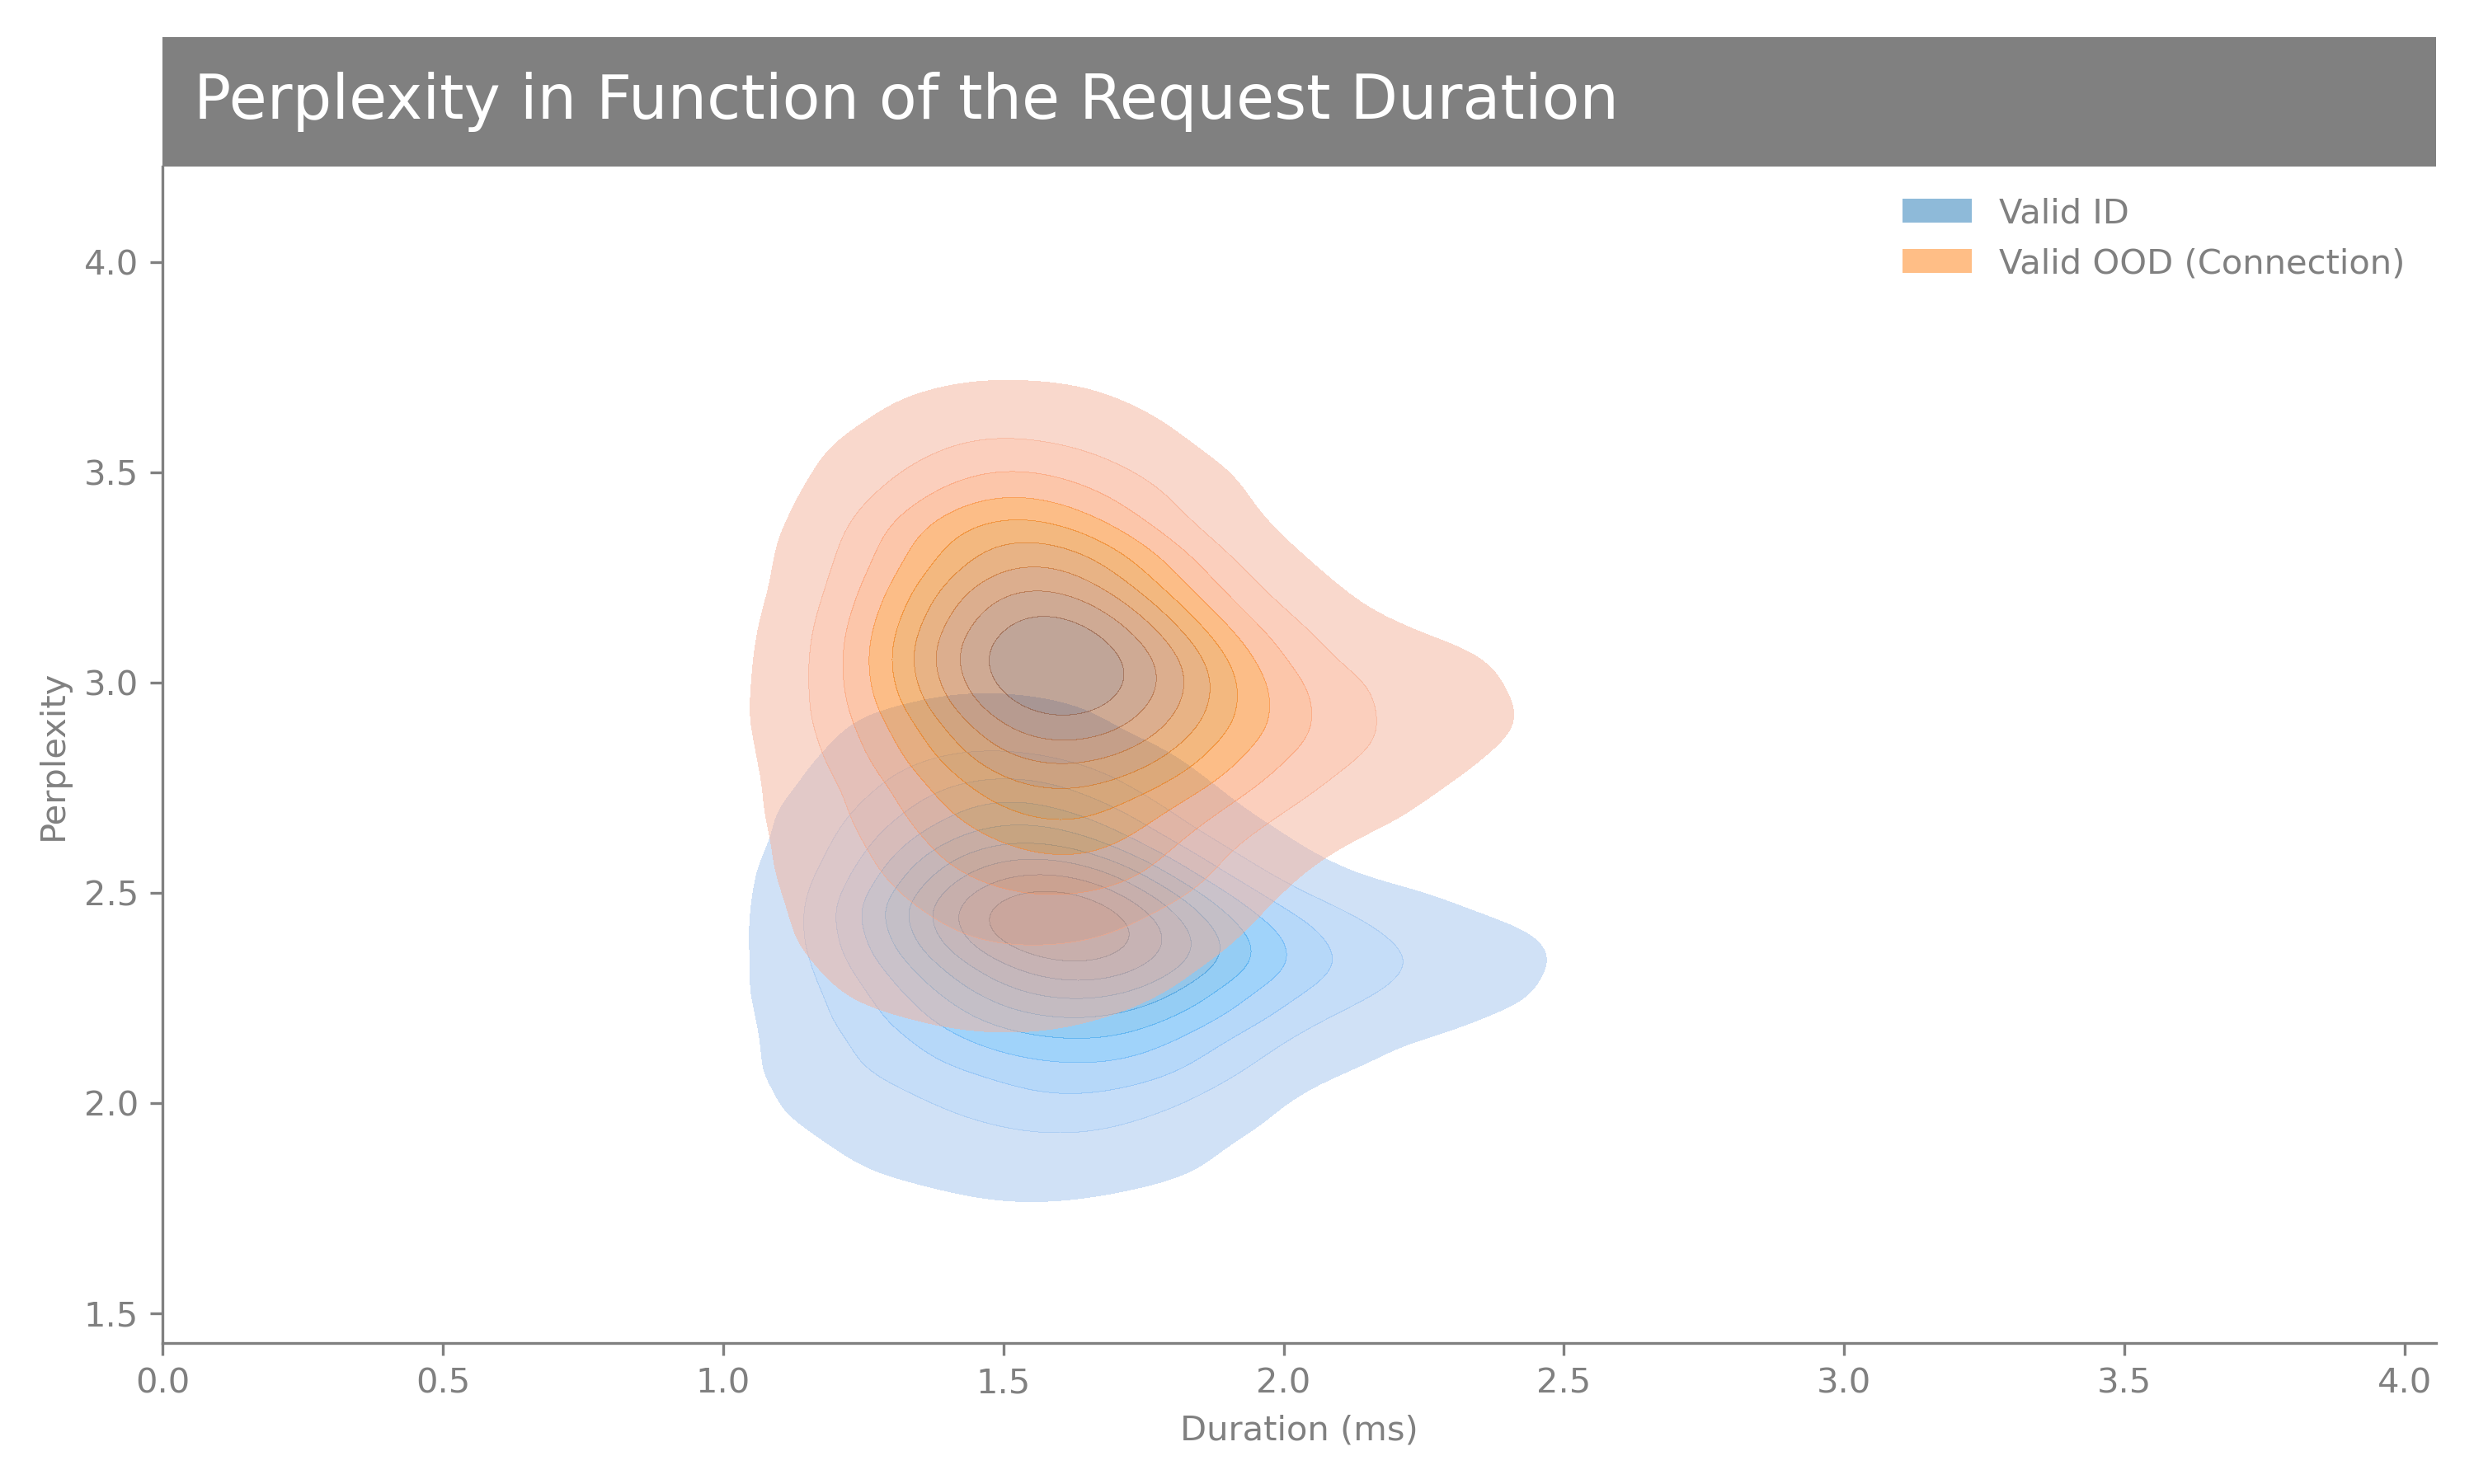 Perplexity in Function of the Request Duration
Valid ID
Valid OOD (Connection)
4.0
3.5
3.0
2.5
2.0
1.5
Perplexity
0.0 0.5 1.0 1.5 2.0 2.5 3.0 3.5 4.0
Duration (ms)